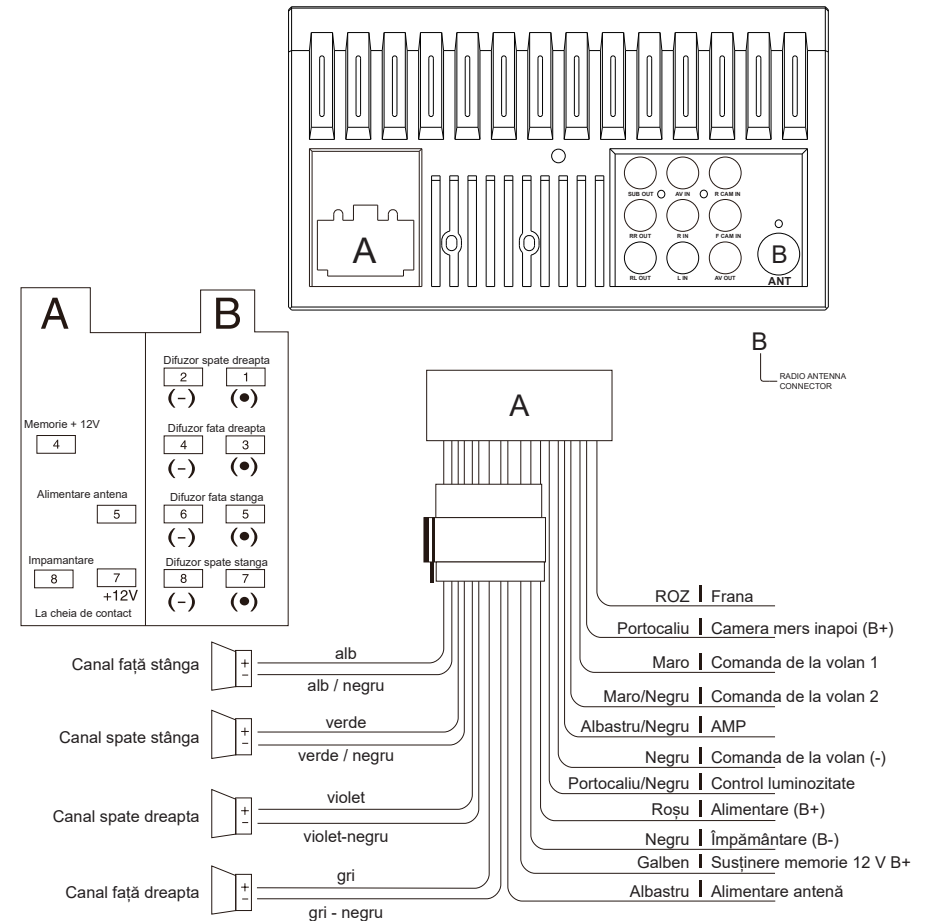 SUB OUT AV IN R CAM IN
RR OUT R IN F CAM IN
RL OUT L IN AV OUT
A
B
ANT
B
RADIO ANTENNA
CONNECTOR
A
Memorie + 12V
4
Alimentare antena
5
Impamantare
8 7
+12V
La cheia de contact
B
Difuzor spate dreapta
2 1
(-) (•)
Difuzor fata dreapta
4 3
(-) (•)
Difuzor fata stanga
6 5
(-) (•)
Difuzor spate stanga
8 7
(-) (•)
A
ROZ | Frana
Portocaliu | Camera mers inapoi (B+)
Maro | Comanda de la volan 1
Maro/Negru | Comanda de la volan 2
Albastru/Negru | AMP
Negru | Comanda de la volan (-)
Portocaliu/Negru | Control luminozitate
Roșu | Alimentare (B+)
Negru | Împământare (B-)
Galben | Susținere memorie 12 V B+
Albastru | Alimentare antenă
Canal față stânga
+
-
alb
alb / negru
Canal spate stânga
+
-
verde
verde / negru
Canal spate dreapta
+
-
violet
violet-negru
Canal față dreapta
+
-
gri
gri - negru